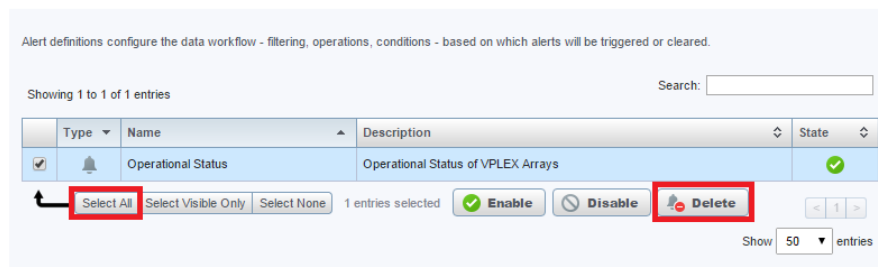 Alert definitions configure the data workflow - filtering, operations, conditions - based on which alerts will be triggered or cleared.
Search:
Showing 1 to 1 of 1 entries
Type Name Description State
Operational Status Operational Status of VPLEX Arrays
Select All Select Visible Only Select None 1 entries selected Enable Disable Delete < 1 >
Show 50 entries